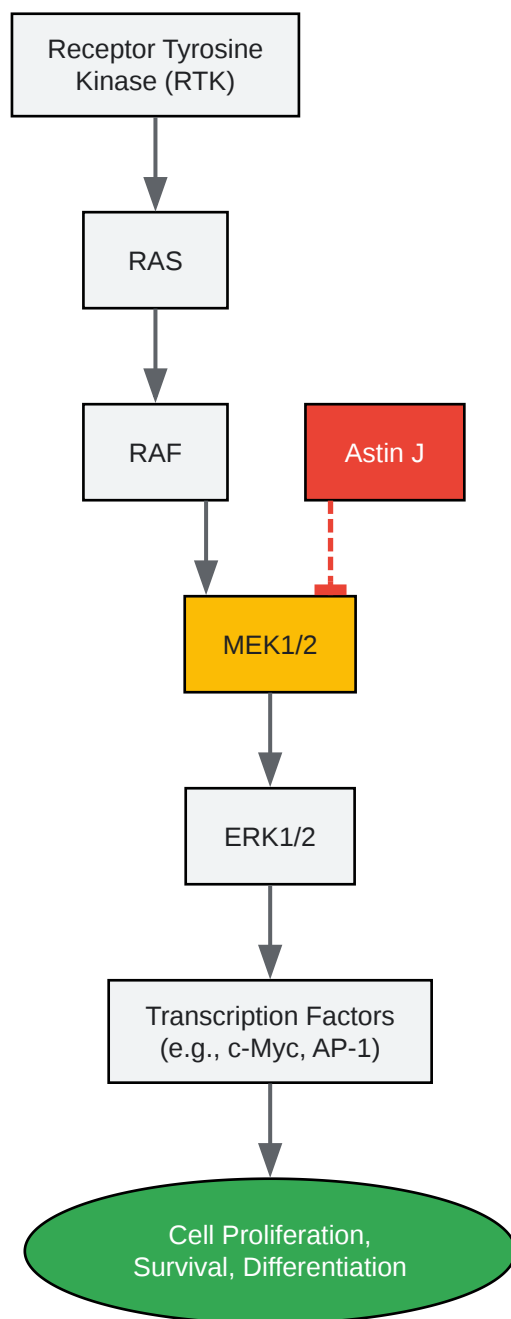 Receptor Tyrosine
Kinase (RTK)
RAS
RAF
Astin J
MEK1/2
ERK1/2
Transcription Factors
(e.g., c-Myc, AP-1)
Cell Proliferation,
Survival, Differentiation